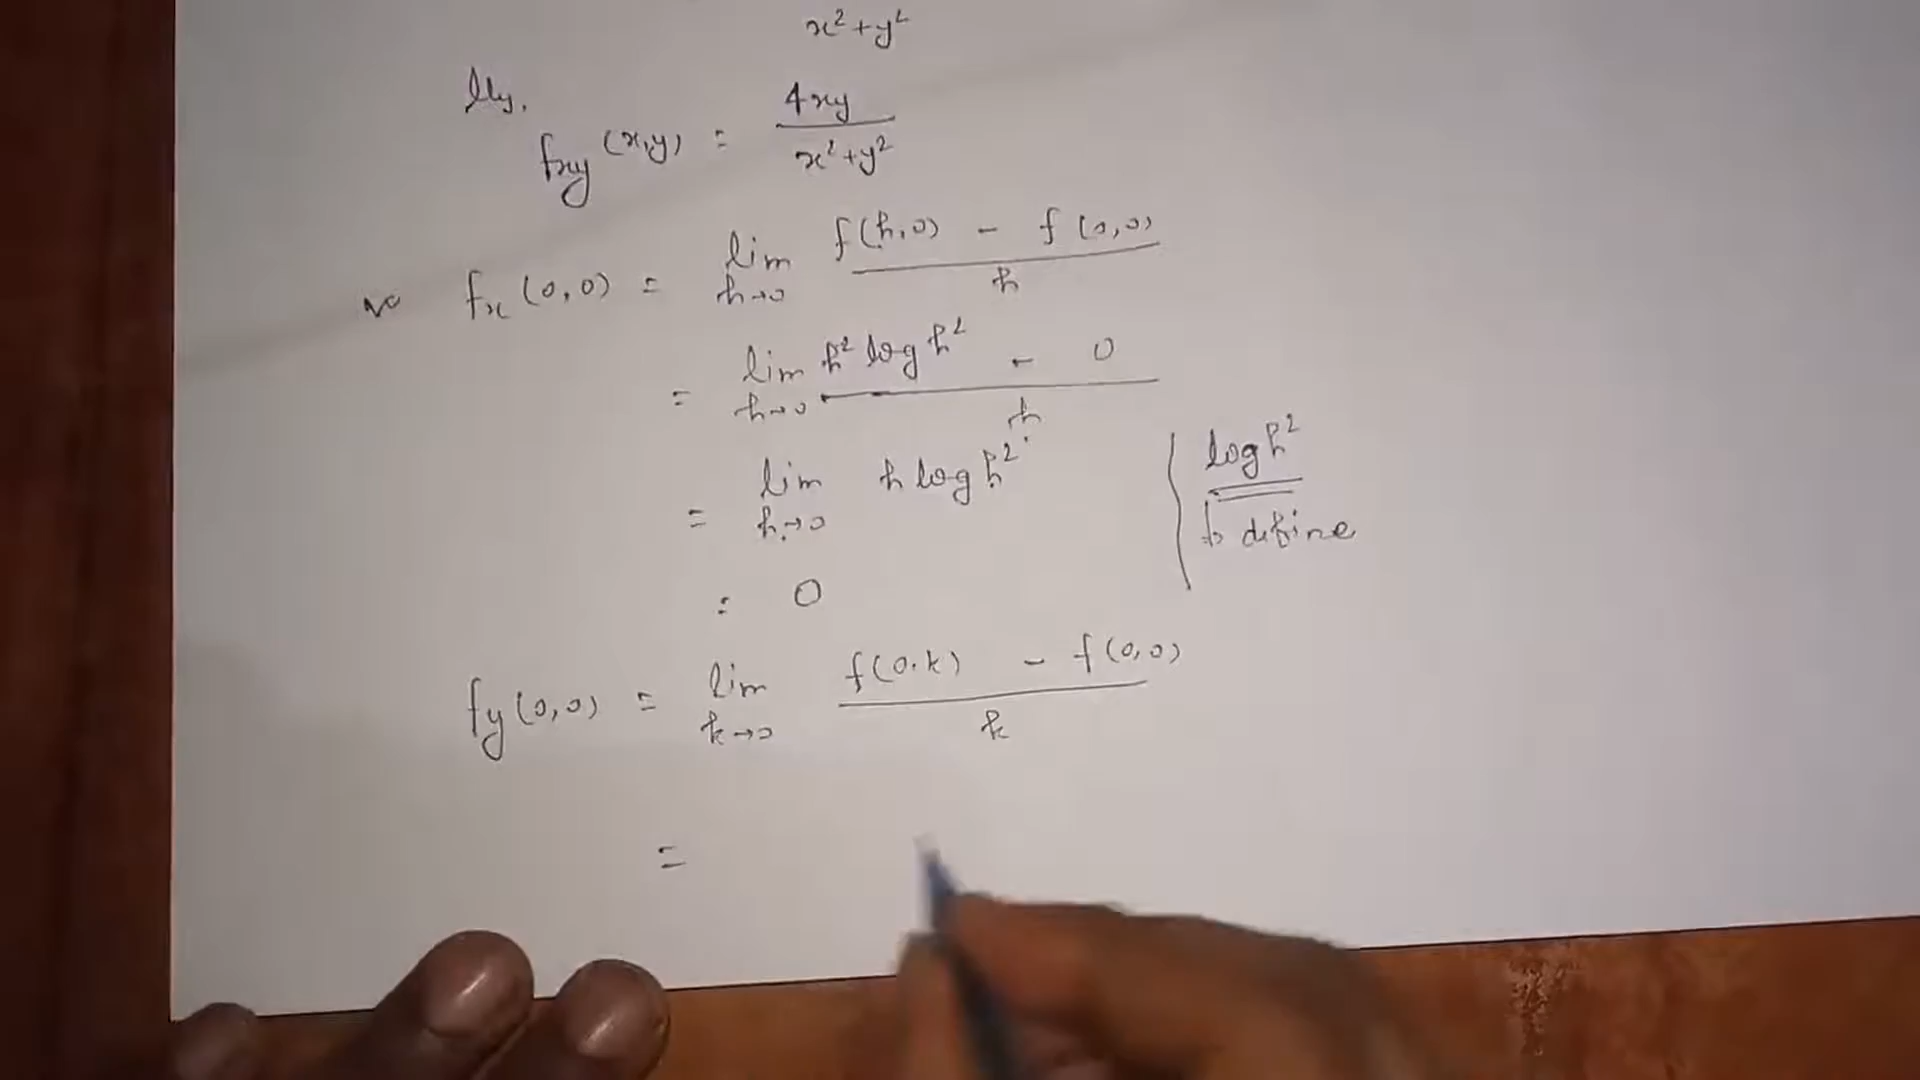 x²+y²
lly,
fxy (x,y) = 4xy / x²+y²
fx (0,0) = lim h→0 f(h,0) - f(0,0) / h
= lim h→0 h² log h² - 0 / h
= lim h→0 h log h²
log h²
define
= 0
fy (0,0) = lim k→0 f(0,k) - f(0,0) / k
=